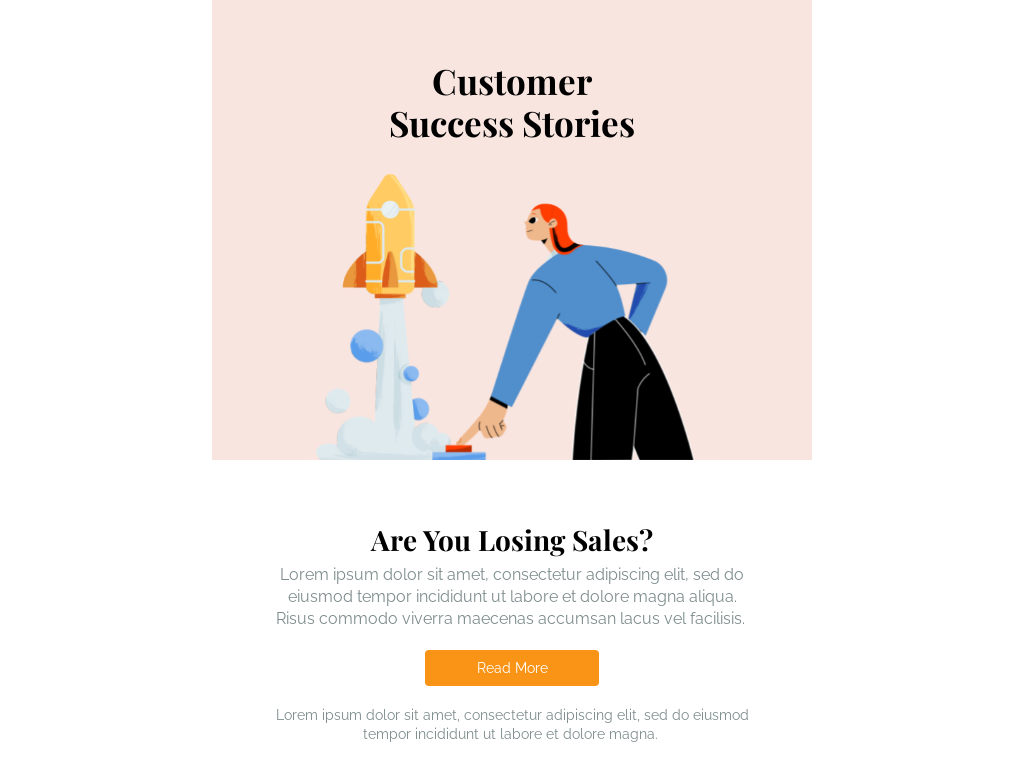 Customer
Success Stories
Are You Losing Sales?
Lorem ipsum dolor sit amet, consectetur adipiscing elit, sed do
eiusmod tempor incididunt ut labore et dolore magna aliqua.
Risus commodo viverra maecenas accumsan lacus vel facilisis.
Read More
Lorem ipsum dolor sit amet, consectetur adipiscing elit, sed do eiusmod
tempor incididunt ut labore et dolore magna.